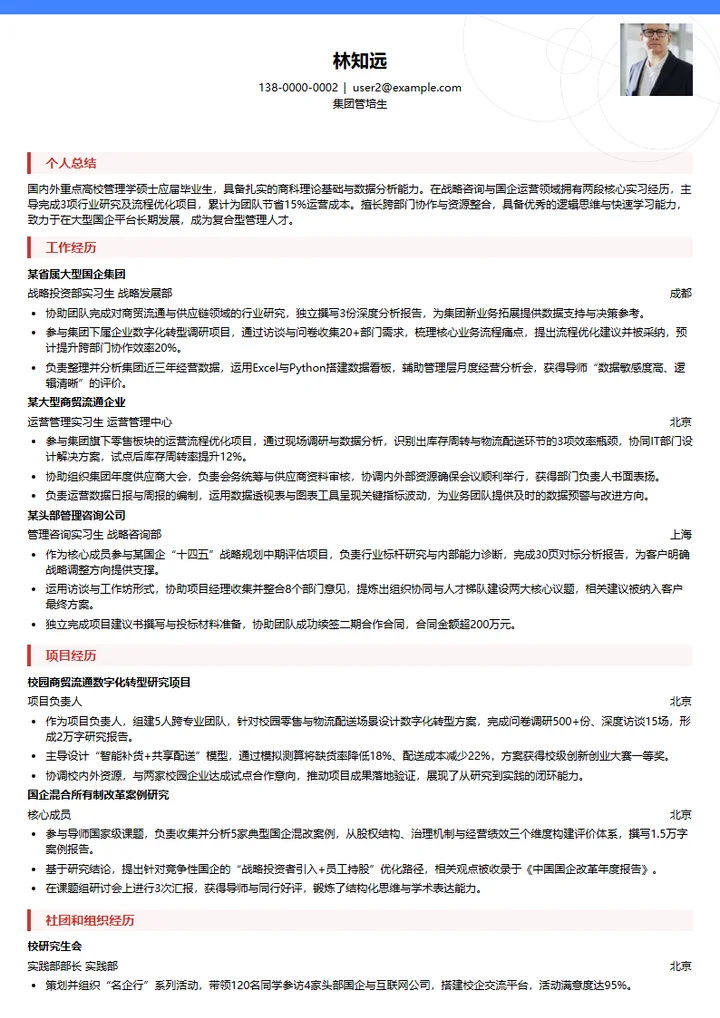 林知远
138-0000-0002 | user2@example.com
集团管培生
个人总结
国内外重点高校管理学硕士应届毕业生，具备扎实的商科理论基础与数据分析能力。在战略咨询与国企运营领域拥有两段核心实习经历，主
导完成3项行业研究及流程优化项目，累计为团队节省15%运营成本。擅长跨部门协作与资源整合，具备优秀的逻辑思维与快速学习能力，
致力于在大型国企平台长期发展，成为复合型管理人才。
工作经历
某省属大型国企集团
战略投资部实习生 战略发展部 成都
• 协助团队完成对商贸流通与供应链领域的行业研究，独立撰写3份深度分析报告，为集团新业务拓展提供数据支持与决策参考。
• 参与集团下属企业数字化转型调研项目，通过访谈与问卷收集20+部门需求，梳理核心业务流程痛点，提出流程优化建议并被采纳，预
计提升跨部门协作效率20%。
• 负责整理并分析集团近三年经营数据，运用Excel与Python搭建数据看板，辅助管理层月度经营分析会，获得导师“数据敏感度高、逻
辑清晰”的评价。
某大型商贸流通企业
运营管理实习生 运营管理中心 北京
• 参与集团旗下零售板块的运营流程优化项目，通过现场调研与数据分析，识别出库存周转与物流配送环节的3项效率瓶颈，协同IT部门设
计解决方案，试点后库存周转率提升12%。
• 协助组织集团年度供应商大会，负责会务统筹与供应商资料审核，协调内外部资源确保会议顺利举行，获得部门负责人书面表扬。
• 负责运营数据日报与周报的编制，运用数据透视表与图表工具呈现关键指标波动，为业务团队提供及时的数据预警与改进方向。
某头部管理咨询公司
管理咨询实习生 战略咨询部 上海
• 作为核心成员参与某国企“十四五”战略规划中期评估项目，负责行业标杆研究与内部能力诊断，完成30页对标分析报告，为客户明确
战略调整方向提供支撑。
• 运用访谈与工作坊形式，协助项目经理收集并整合8个部门意见，提炼出组织协同与人才梯队建设两大核心议题，相关建议被纳入客户
最终方案。
• 独立完成项目建议书撰写与投标材料准备，协助团队成功续签二期合作合同，合同金额超200万元。
项目经历
校园商贸流通数字化转型研究项目
项目负责人 北京
• 作为项目负责人，组建5人跨专业团队，针对校园零售与物流配送场景设计数字化转型方案，完成问卷调研500+份、深度访谈15场，形
成2万字研究报告。
• 主导设计“智能补货+共享配送”模型，通过模拟测算将缺货率降低18%、配送成本减少22%，方案获得校级创新创业大赛一等奖。
• 协调校内外资源，与两家校园企业达成试点合作意向，推动项目成果落地验证，展现了从研究到实践的闭环能力。
国企混合所有制改革案例研究
核心成员 北京
• 参与导师国家级课题，负责收集并分析5家典型国企混改案例，从股权结构、治理机制与经营绩效三个维度构建评价体系，撰写1.5万字
案例报告。
• 基于研究结论，提出针对竞争性国企的“战略投资者引入+员工持股”优化路径，相关观点被收录于《中国国企改革年度报告》。
• 在课题组研讨会上进行3次汇报，获得导师与同行好评，锻炼了结构化思维与学术表达能力。
社团和组织经历
校研究生会
实践部部长 实践部 北京
• 策划并组织“名企行”系列活动，带领120名同学参访4家头部国企与互联网公司，搭建校企交流平台，活动满意度达95%。